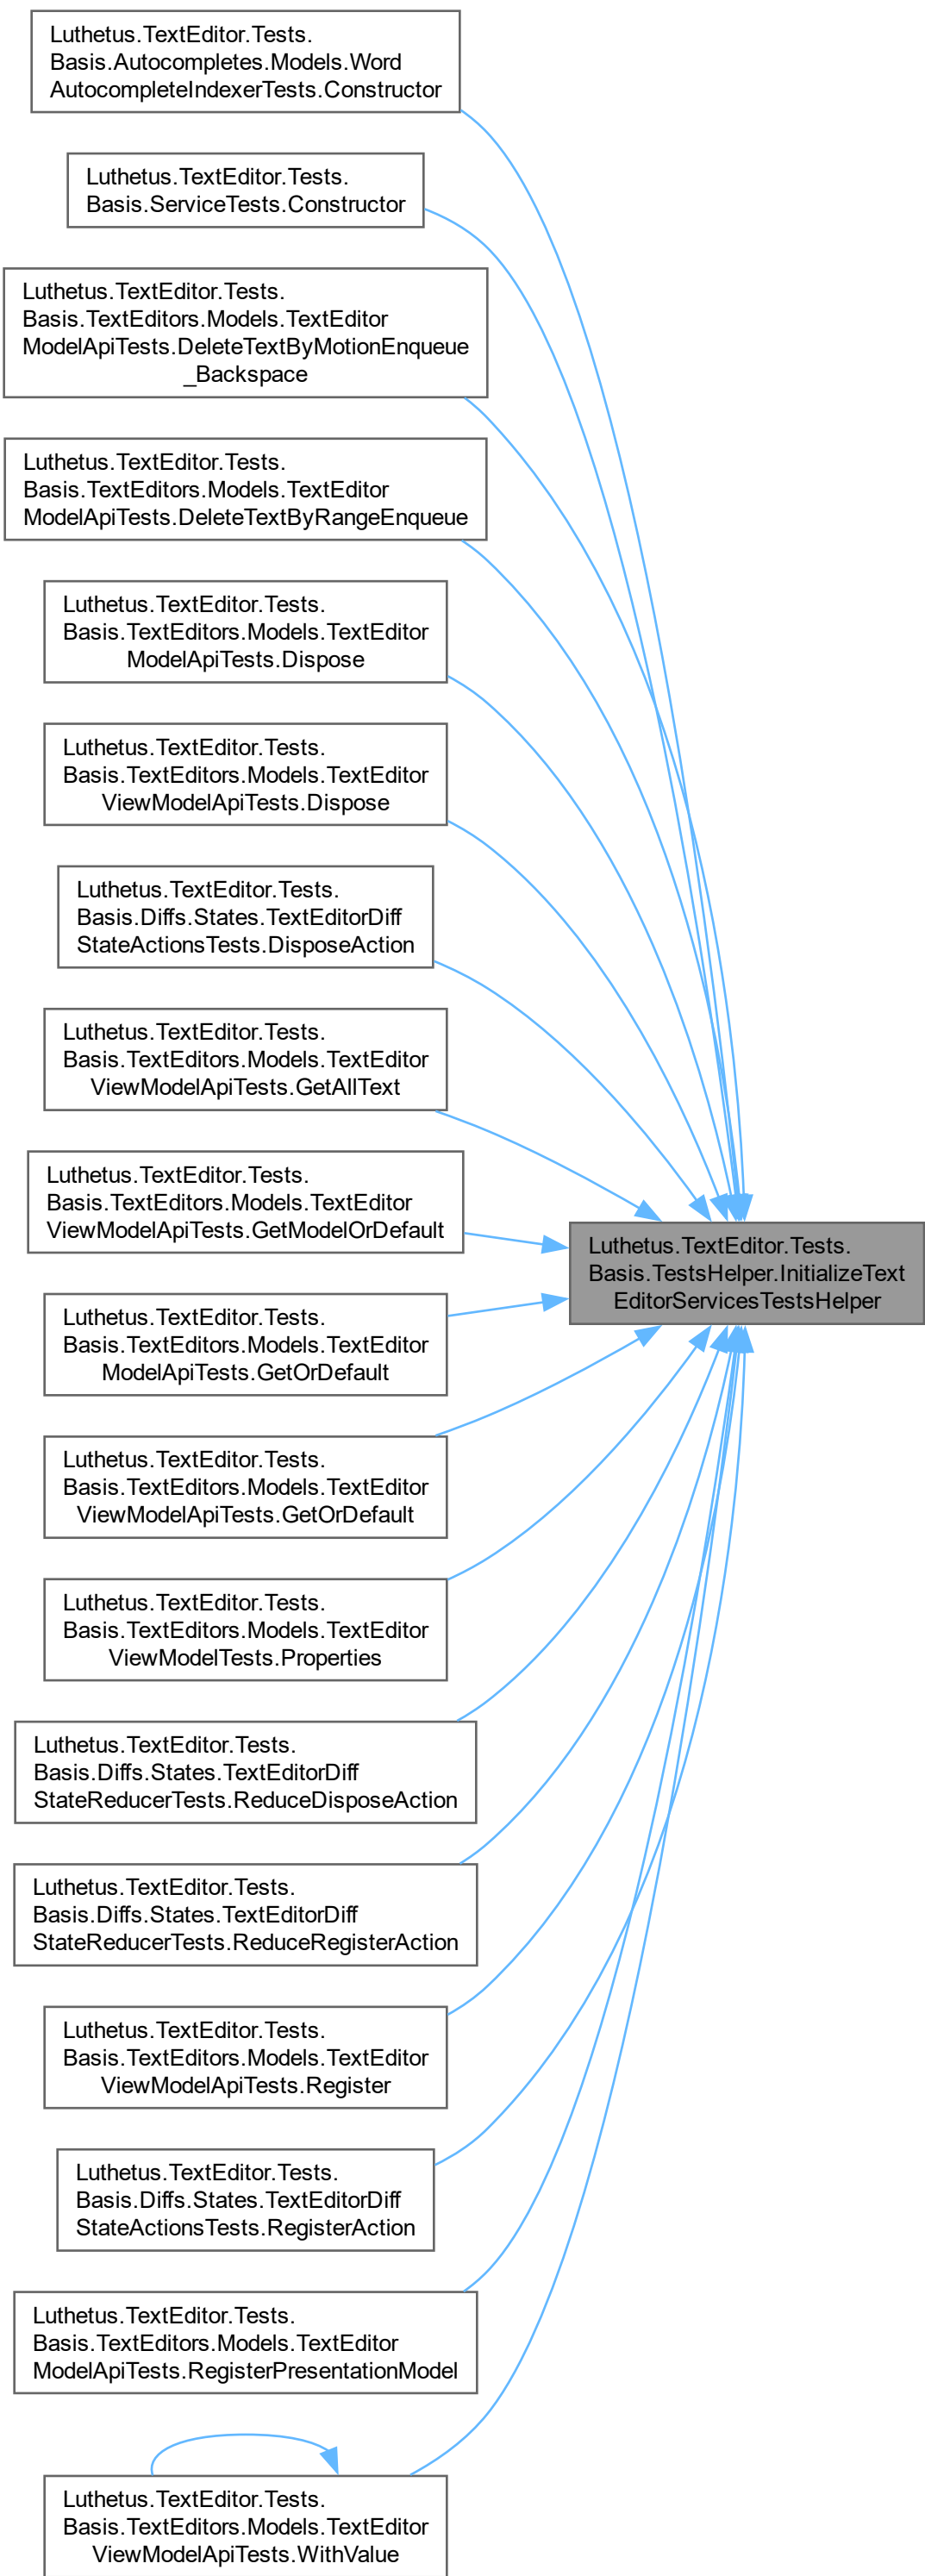 Luthetus.TextEditor.Tests.
Basis.Autocompletes.Models.Word
AutocompleteIndexerTests.Constructor
Luthetus.TextEditor.Tests.
Basis.ServiceTests.Constructor
Luthetus.TextEditor.Tests.
Basis.TextEditors.Models.TextEditor
ModelApiTests.DeleteTextByMotionEnqueue
_Backspace
Luthetus.TextEditor.Tests.
Basis.TextEditors.Models.TextEditor
ModelApiTests.DeleteTextByRangeEnqueue
Luthetus.TextEditor.Tests.
Basis.TextEditors.Models.TextEditor
ModelApiTests.Dispose
Luthetus.TextEditor.Tests.
Basis.TextEditors.Models.TextEditor
ViewModelApiTests.Dispose
Luthetus.TextEditor.Tests.
Basis.Diffs.States.TextEditorDiff
StateActionsTests.DisposeAction
Luthetus.TextEditor.Tests.
Basis.TextEditors.Models.TextEditor
ViewModelApiTests.GetAllText
Luthetus.TextEditor.Tests.
Basis.TextEditors.Models.TextEditor
ViewModelApiTests.GetModelOrDefault
Luthetus.TextEditor.Tests.
Basis.TestsHelper.InitializeText
EditorServicesTestsHelper
Luthetus.TextEditor.Tests.
Basis.TextEditors.Models.TextEditor
ModelApiTests.GetOrDefault
Luthetus.TextEditor.Tests.
Basis.TextEditors.Models.TextEditor
ViewModelApiTests.GetOrDefault
Luthetus.TextEditor.Tests.
Basis.TextEditors.Models.TextEditor
ViewModelTests.Properties
Luthetus.TextEditor.Tests.
Basis.Diffs.States.TextEditorDiff
StateReducerTests.ReduceDisposeAction
Luthetus.TextEditor.Tests.
Basis.Diffs.States.TextEditorDiff
StateReducerTests.ReduceRegisterAction
Luthetus.TextEditor.Tests.
Basis.TextEditors.Models.TextEditor
ViewModelApiTests.Register
Luthetus.TextEditor.Tests.
Basis.Diffs.States.TextEditorDiff
StateActionsTests.RegisterAction
Luthetus.TextEditor.Tests.
Basis.TextEditors.Models.TextEditor
ModelApiTests.RegisterPresentationModel
Luthetus.TextEditor.Tests.
Basis.TextEditors.Models.TextEditor
ViewModelApiTests.WithValue